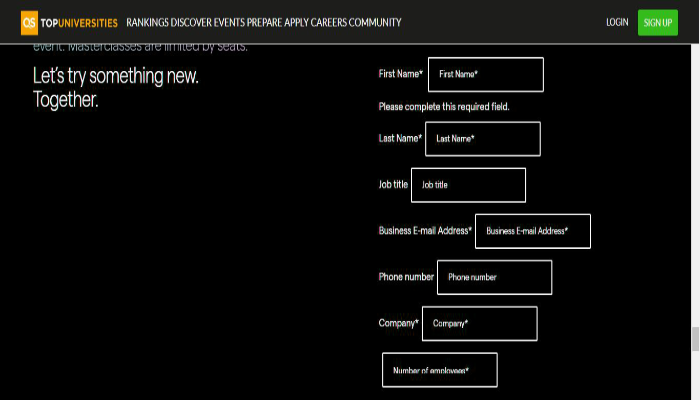 QS TOPUNIVERSITIES RANKINGS DISCOVER EVENTS PREPARE APPLY CAREERS COMMUNITY LOGIN SIGN UP
event. Masterclasses are limited by seats.
Let's try something new.
Together.
First Name* First Name*
Please complete this required field.
Last Name* Last Name*
Job title Job title
Business E-mail Address* Business E-mail Address*
Phone number Phone number
Company* Company*
Number of employees*